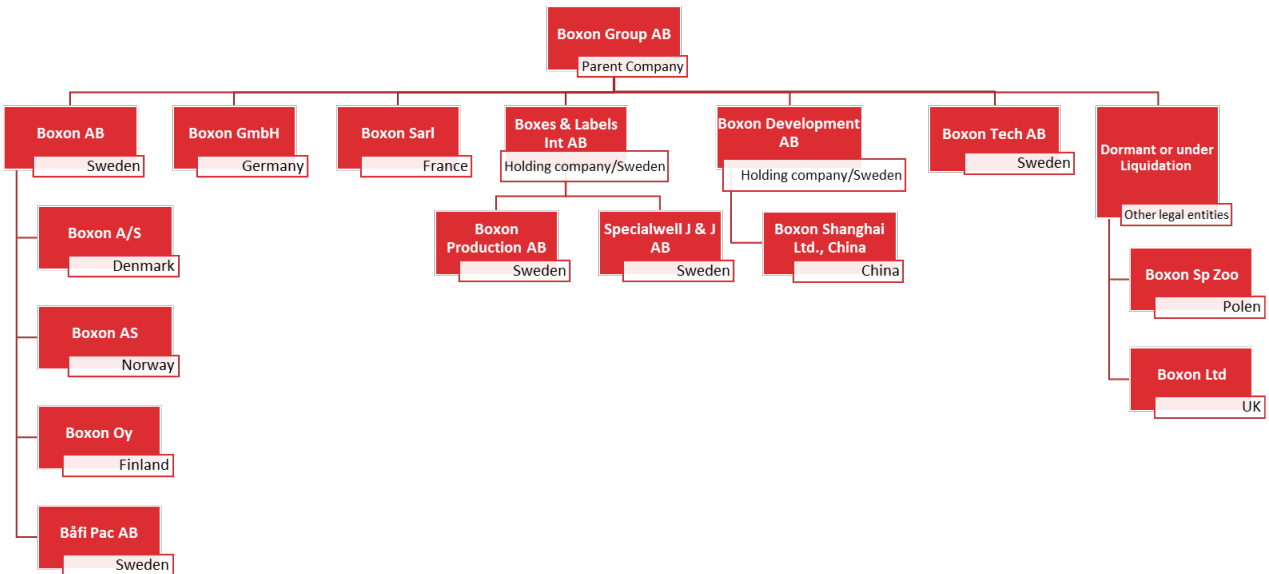 Boxon Group AB
Parent Company
Boxon AB
Sweden
Boxon GmbH
Germany
Boxon Sarl
France
Boxes & Labels
Int AB
Holding company/Sweden
Boxon Development
AB
Holding company/Sweden
Boxon Tech AB
Sweden
Dormant or under
Liquidation
Other legal entities
Boxon A/S
Denmark
Boxon AS
Norway
Boxon Oy
Finland
Båfi Pac AB
Sweden
Boxon
Production AB
Sweden
Specialwell J & J
AB
Sweden
Boxon Shanghai
Ltd., China
China
Boxon Sp Zoo
Polen
Boxon Ltd
UK